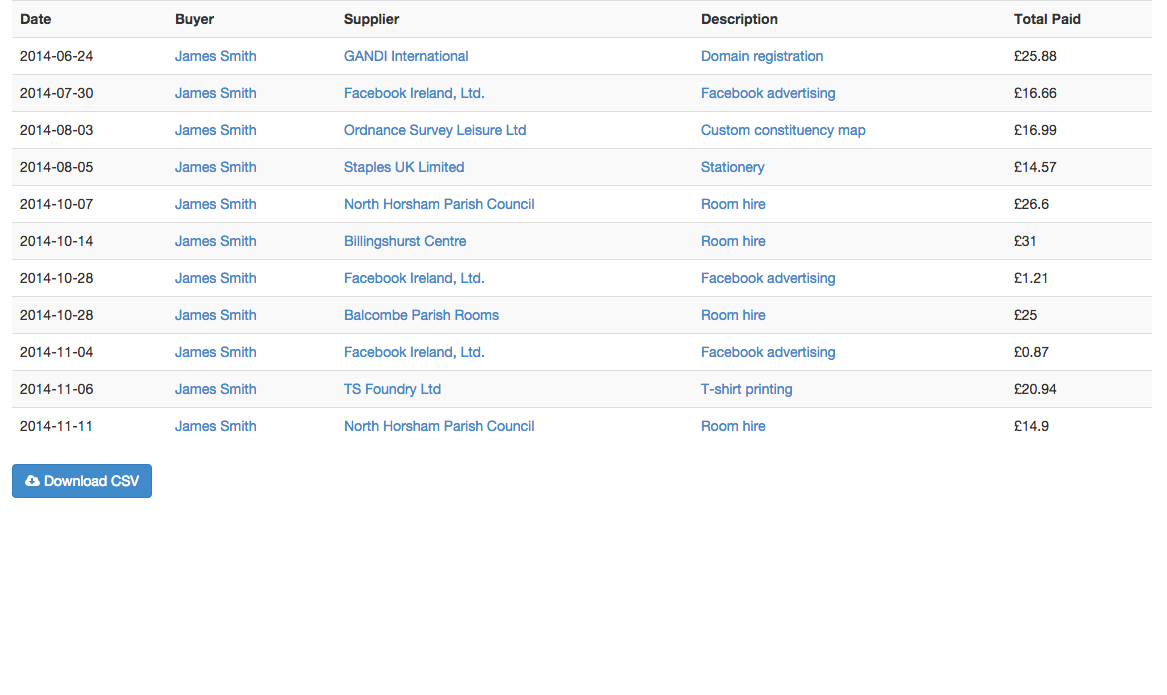 Date Buyer Supplier Description Total Paid
2014-06-24 James Smith GANDI International Domain registration £25.88
2014-07-30 James Smith Facebook Ireland, Ltd. Facebook advertising £16.66
2014-08-03 James Smith Ordnance Survey Leisure Ltd Custom constituency map £16.99
2014-08-05 James Smith Staples UK Limited Stationery £14.57
2014-10-07 James Smith North Horsham Parish Council Room hire £26.6
2014-10-14 James Smith Billingshurst Centre Room hire £31
2014-10-28 James Smith Facebook Ireland, Ltd. Facebook advertising £1.21
2014-10-28 James Smith Balcombe Parish Rooms Room hire £25
2014-11-04 James Smith Facebook Ireland, Ltd. Facebook advertising £0.87
2014-11-06 James Smith TS Foundry Ltd T-shirt printing £20.94
2014-11-11 James Smith North Horsham Parish Council Room hire £14.9
Download CSV